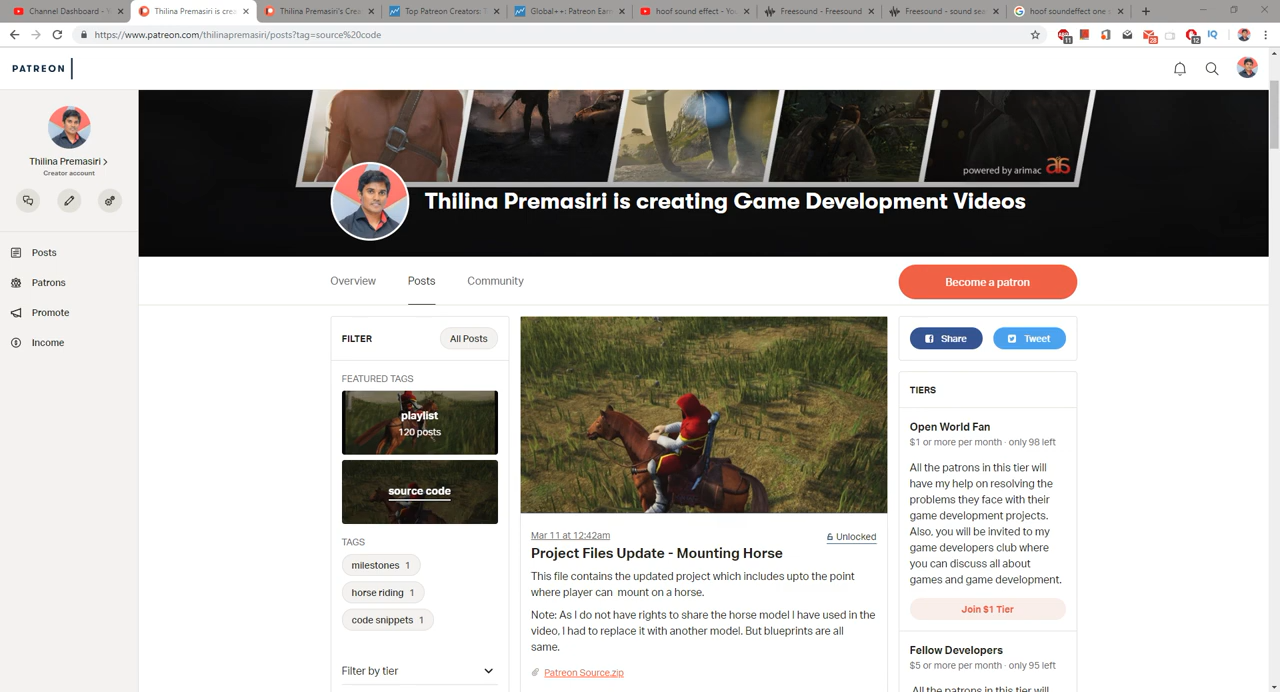 Channel Dashboard - Y
Thilina Premasiri is crea
Thilina Premasiri's Crea
Top Patreon Creators: T
Global++: Patreon Earn
hoof sound effect - You
Freesound - Freesound
Freesound - sound sea
hoof soundeffect one c
https://www.patreon.com/thilinapremasiri/posts?tag=source%20code
PATREON
powered by arimac
Thilina Premasiri is creating Game Development Videos
Thilina Premasiri >
Creator account
Posts
Patrons
Promote
Income
Overview
Posts
Community
Become a patron
FILTER
All Posts
FEATURED TAGS
playlist
120 posts
source code
TAGS
milestones 1
horse riding 1
code snippets 1
Filter by tier
Mar 11 at 12:42am
Unlocked
Project Files Update - Mounting Horse
This file contains the updated project which includes upto the point
where player can mount on a horse.
Note: As I do not have rights to share the horse model I have used in the
video. I had to replace it with another model. But blueprints are all
same.
Patreon Source.zip
Share
Tweet
TIERS
Open World Fan
$1 or more per month · only 98 left
All the patrons in this tier will
have my help on resolving the
problems they face with their
game development projects.
Also, you will be invited to my
game developers club where
you can discuss all about
games and game development.
Join $1 Tier
Fellow Developers
$5 or more per month · only 95 left
All the patrons in this tier will